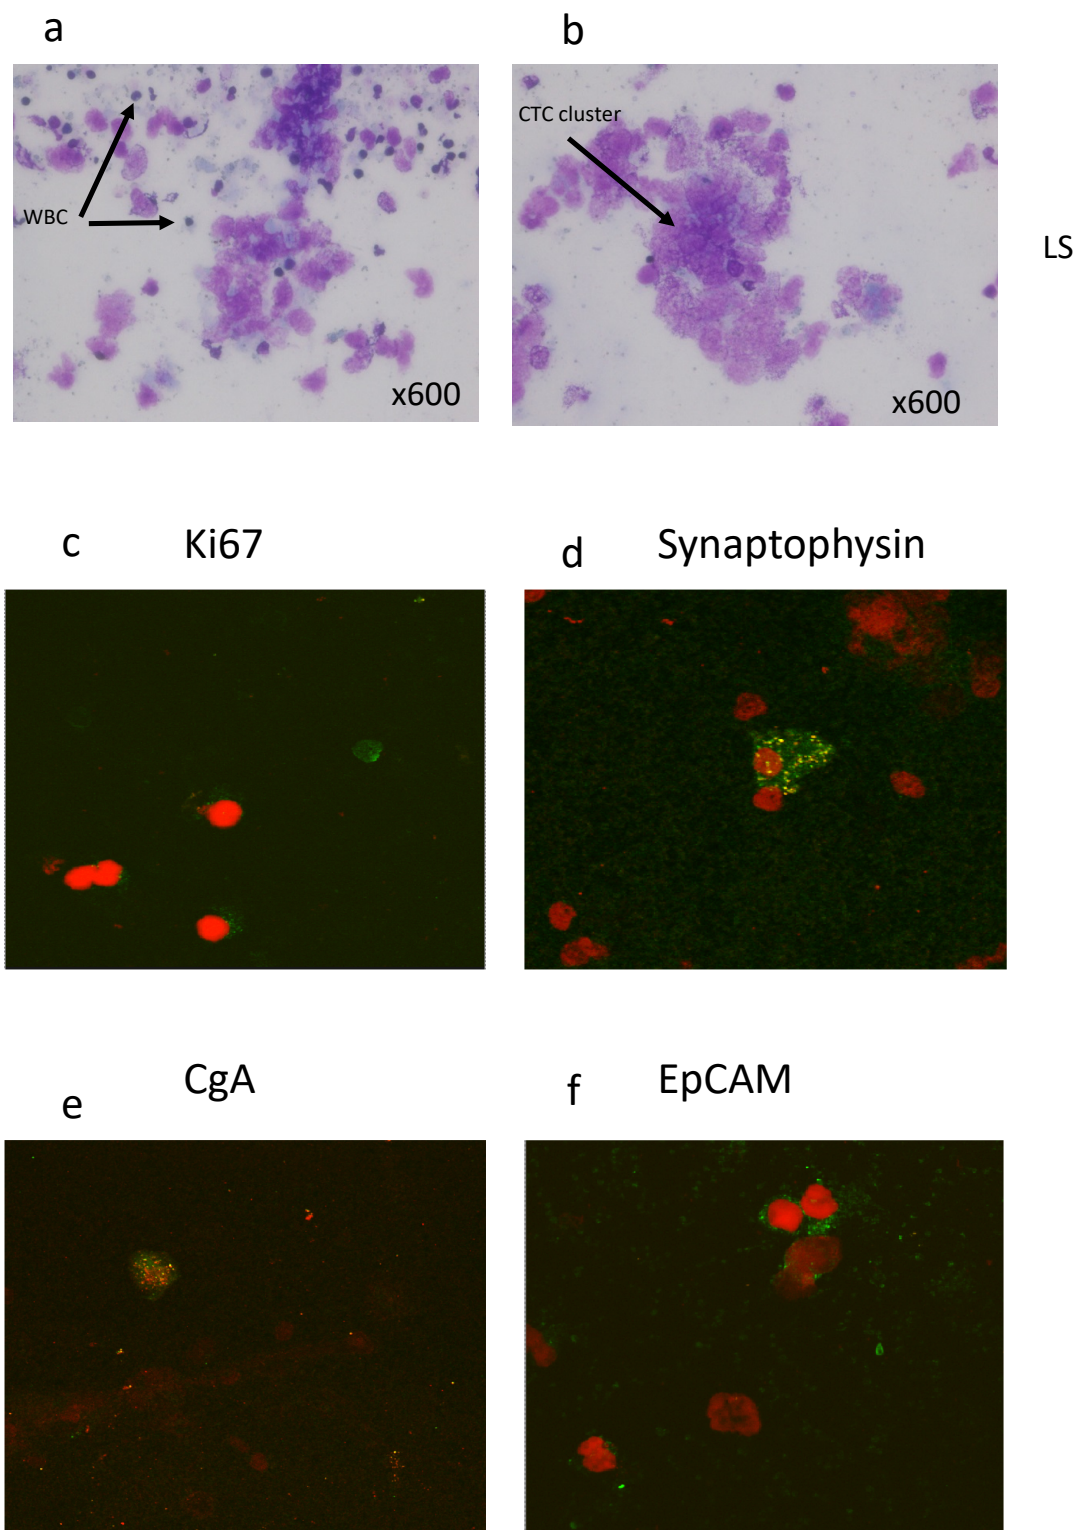 a
b
CTC cluster
WBC
LS
x600
x600
c
Ki67
d
Synaptophysin
e
CgA
f
EpCAM